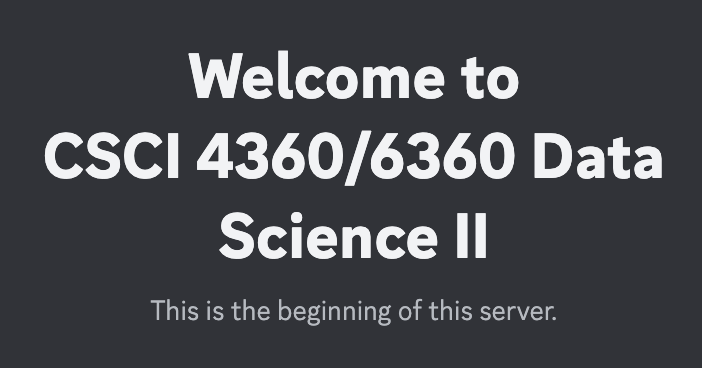 Welcome to
CSCI 4360/6360 Data
Science II
This is the beginning of this server.